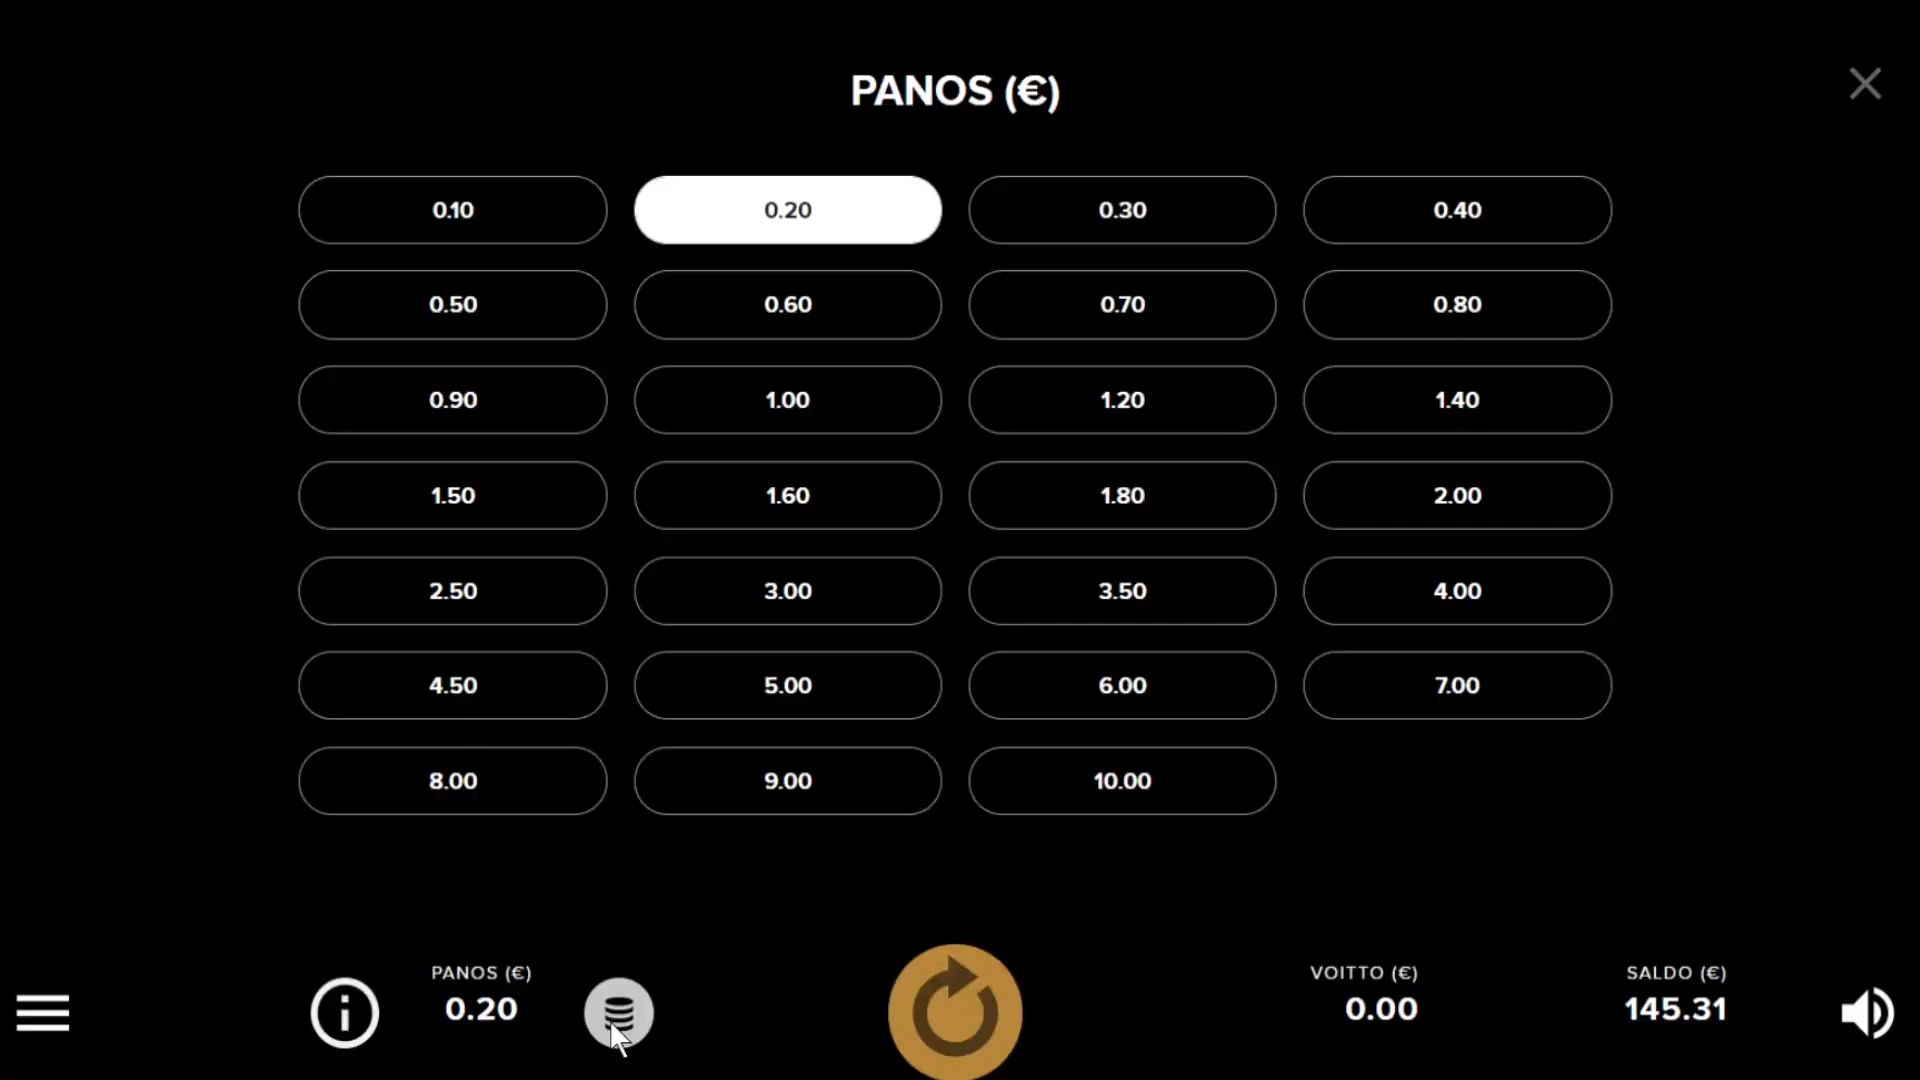 PANOS (€)
0.10 0.20 0.30 0.40
0.50 0.60 0.70 0.80
0.90 1.00 1.20 1.40
1.50 1.60 1.80 2.00
2.50 3.00 3.50 4.00
4.50 5.00 6.00 7.00
8.00 9.00 10.00
PANOS (€) VOITTO (€) SALDO (€)
0.20 0.00 145.31